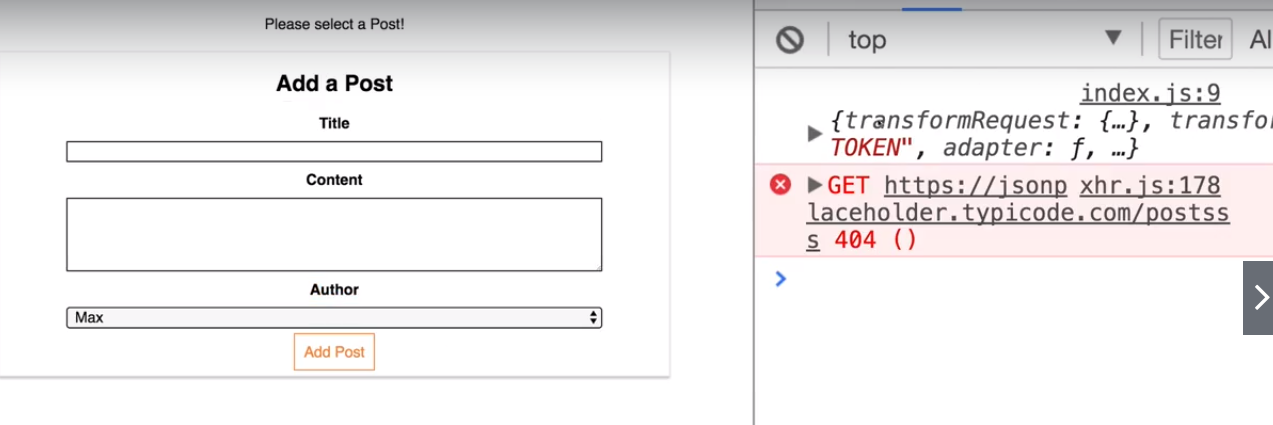 Please select a Post!
Add a Post
Title
Content
Author
Max
Add Post
top
Filter
Al
index.js:9
{transformRequest: {…}, transfo
TOKEN", adapter: f, …}
GET https://jsonp xhr.js:178
laceholder.typicode.com/postss
s 404 ()